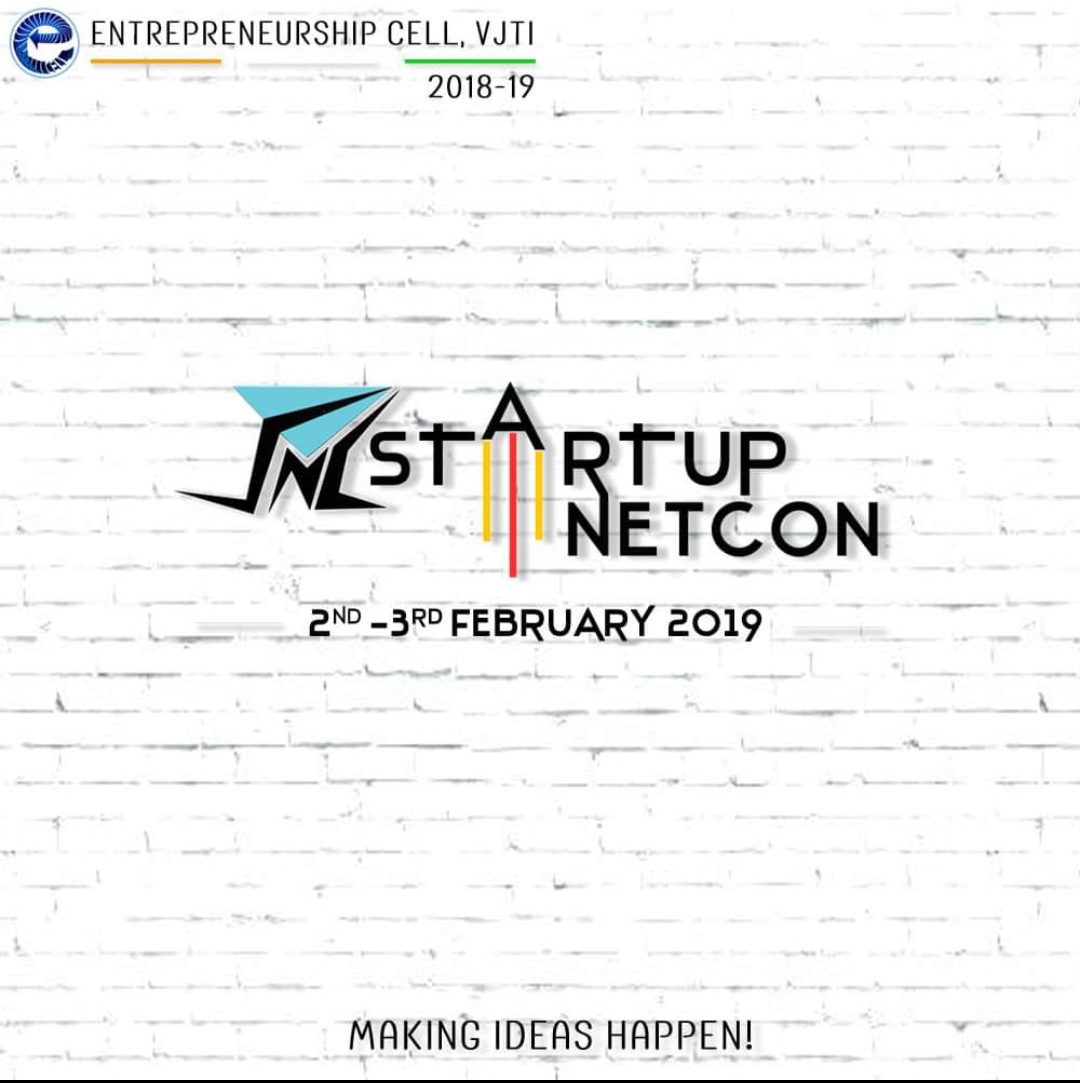 ENTREPRENEURSHIP CELL, VJTI
2018-19
STARTUP
NETCON
2ND -3RD FEBRUARY 2019
MAKING IDEAS HAPPEN!